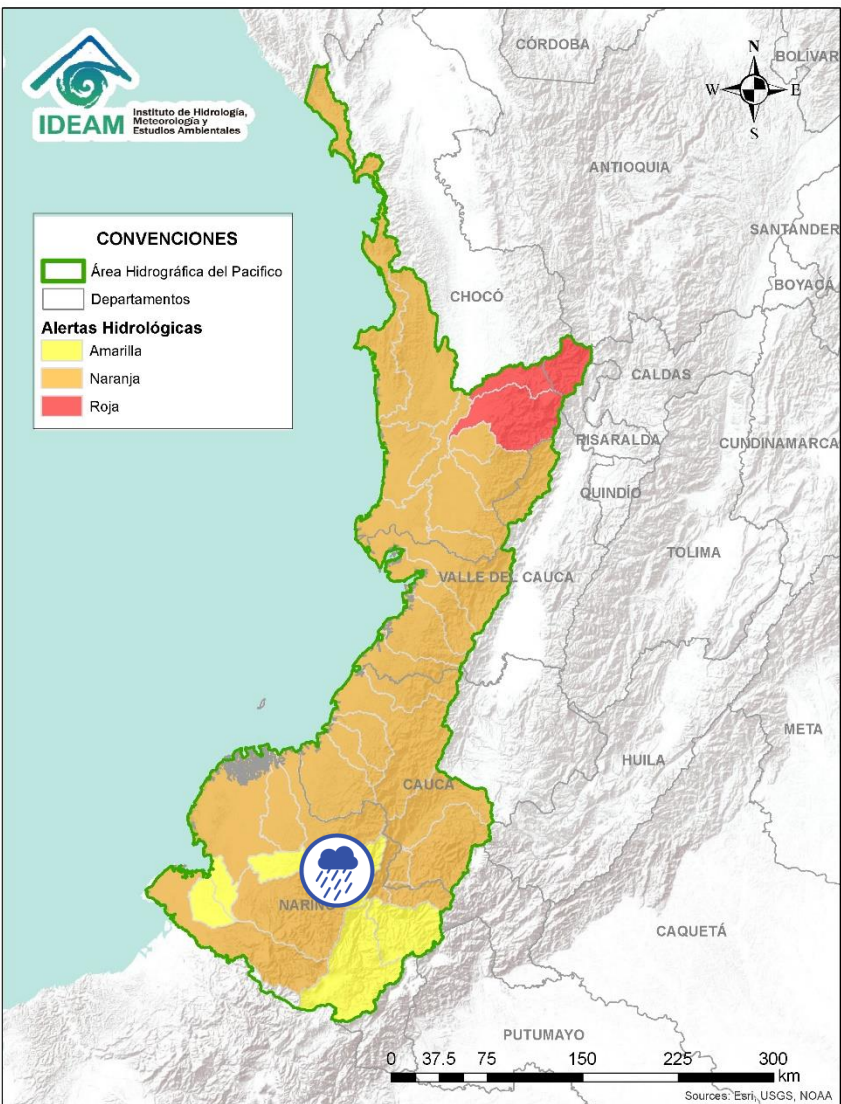 IDEAM
Instituto de Hidrología,
Meteorología y
Estudios Ambientales
N
W
E
S
CÓRDOBA
BOLÍVAR
ANTIOQUIA
SANTANDER
BOYACÁ
CHOCÓ
CALDAS
RISARALDA
CUNDINAMARCA
QUINDÍO
TOLIMA
VALLE DEL CAUCA
META
HUILA
CAUCA
NARIÑO
CAQUETÁ
PUTUMAYO
CONVENCIONES
Área Hidrográfica del Pacifico
Departamentos
Alertas Hidrológicas
Amarilla
Naranja
Roja
0 37.5 75 150 225 300
km
Sources: Esri, USGS, NOAA